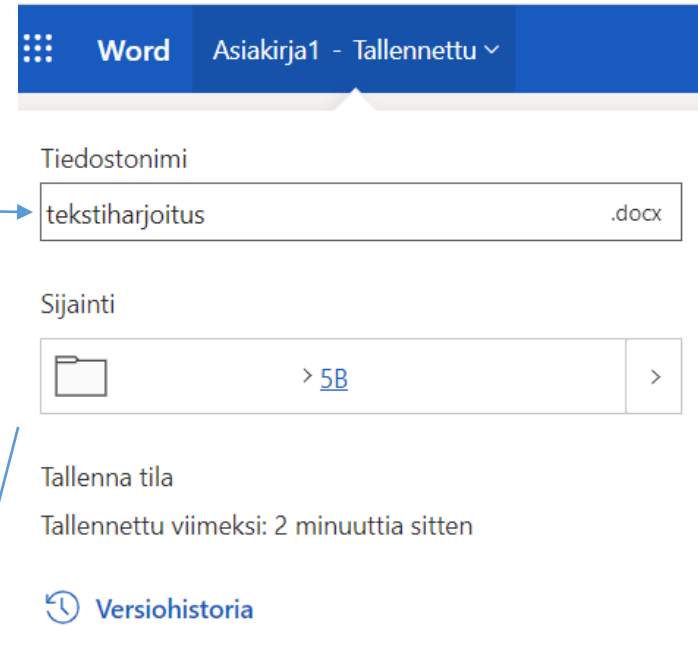 Word Asiakirja1 - Tallennettu
Tiedostonimi
tekstiharjoitus .docx
Sijainti
> 5B >
Tallenna tila
Tallennettu viimeksi: 2 minuuttia sitten
Versiohistoria